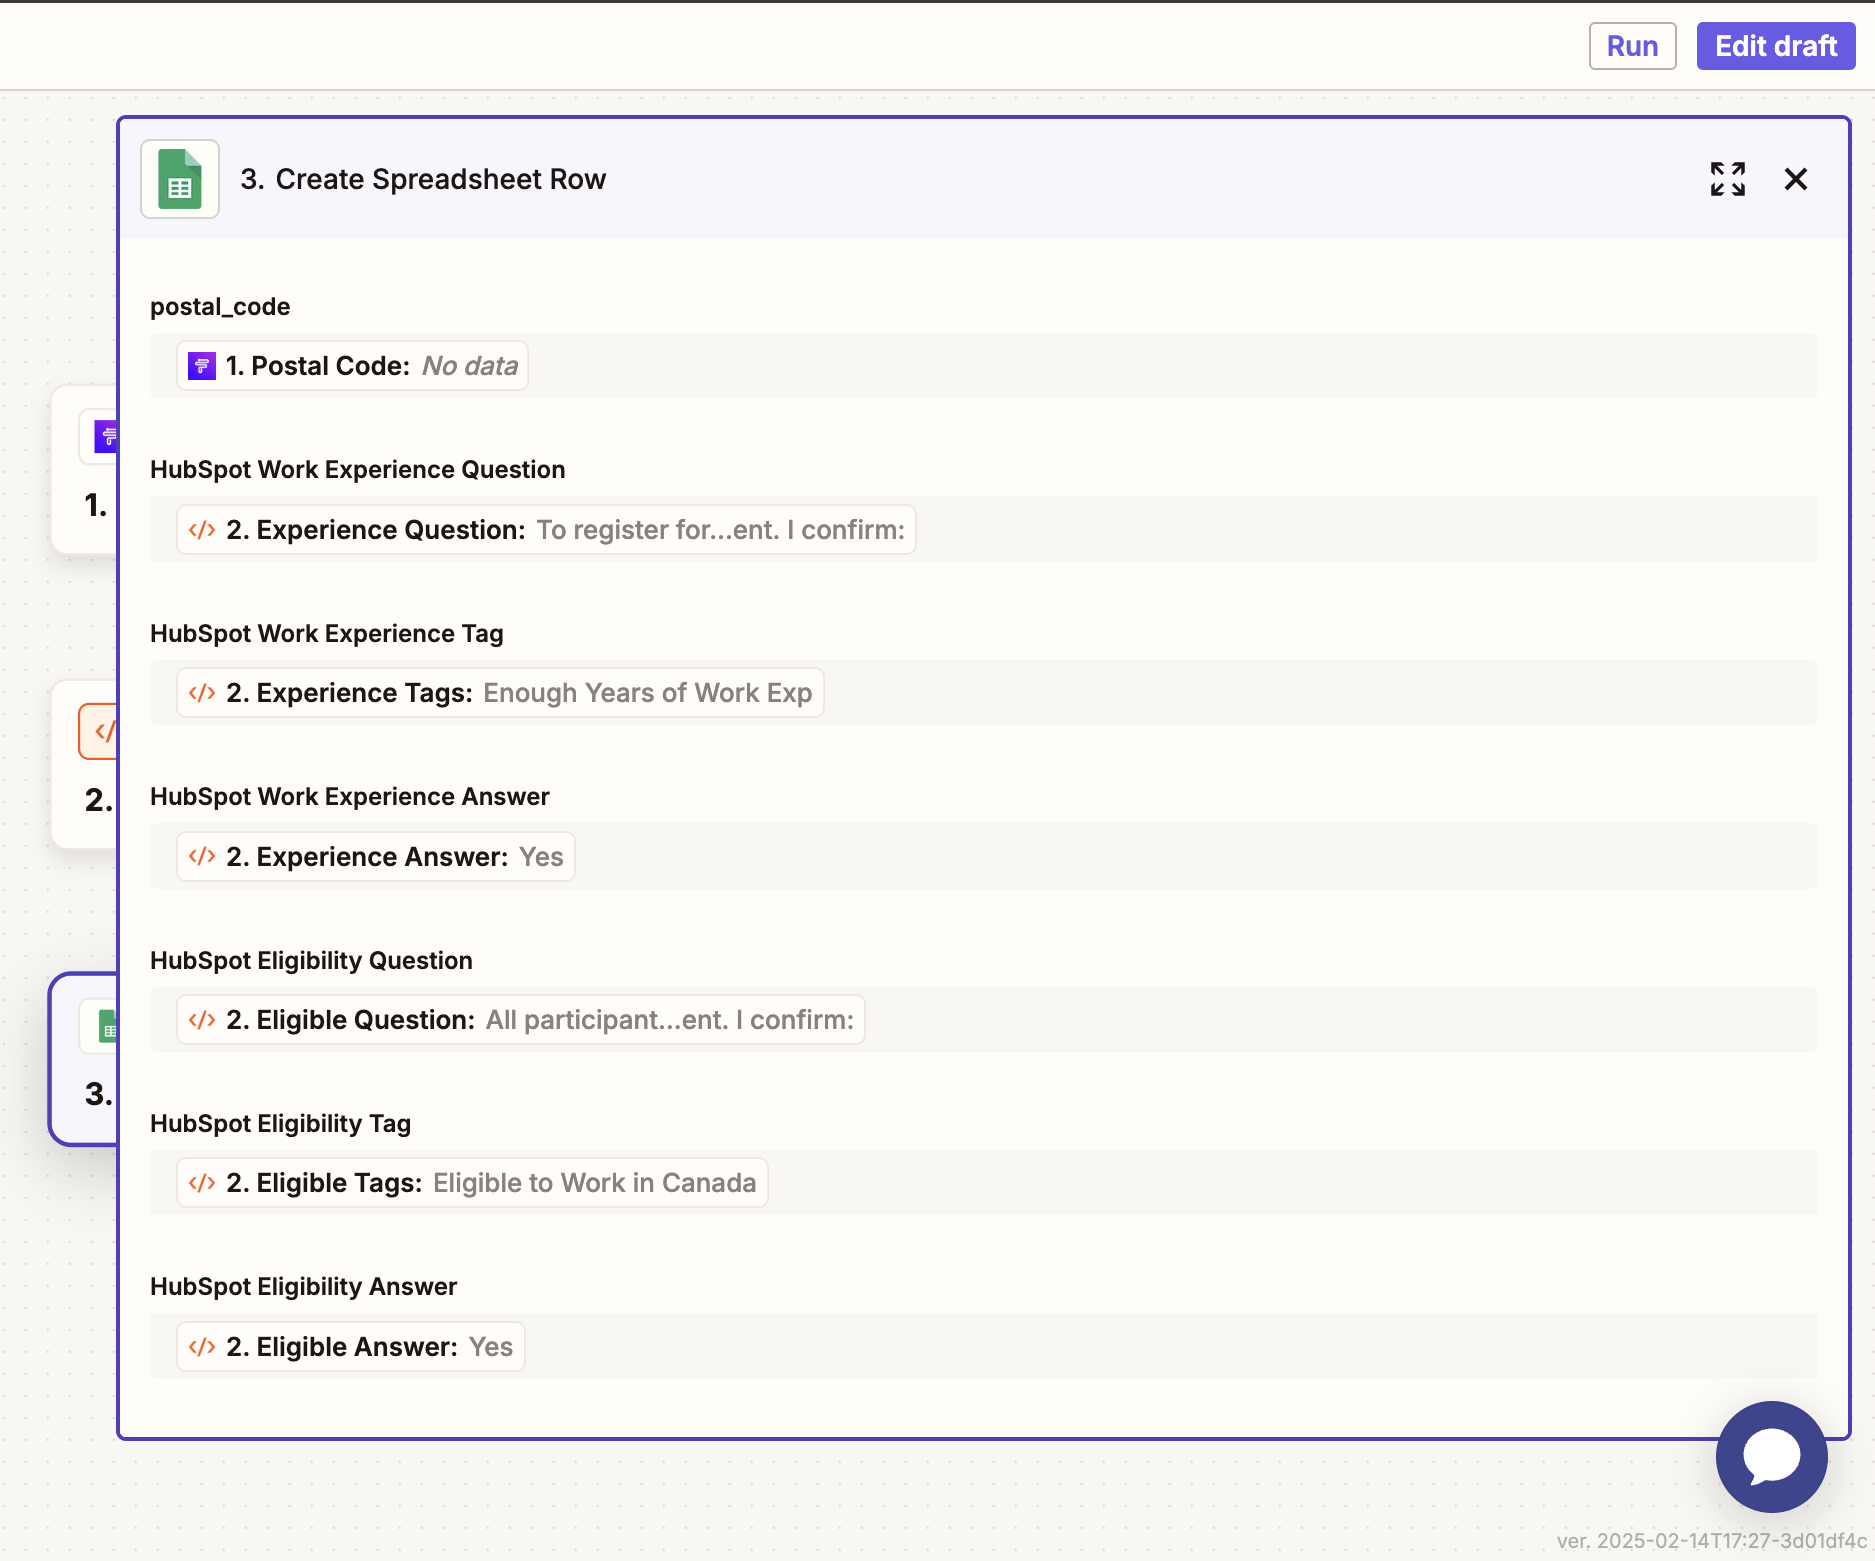 Run
Edit draft
3. Create Spreadsheet Row
postal_code
1. Postal Code: No data
HubSpot Work Experience Question
2. Experience Question: To register for...ent. I confirm:
HubSpot Work Experience Tag
2. Experience Tags: Enough Years of Work Exp
HubSpot Work Experience Answer
2. Experience Answer: Yes
HubSpot Eligibility Question
2. Eligible Question: All participant...ent. I confirm:
HubSpot Eligibility Tag
2. Eligible Tags: Eligible to Work in Canada
HubSpot Eligibility Answer
2. Eligible Answer: Yes
1.
2.
3.
ver. 2025-02-14T17:27-3d01df4c